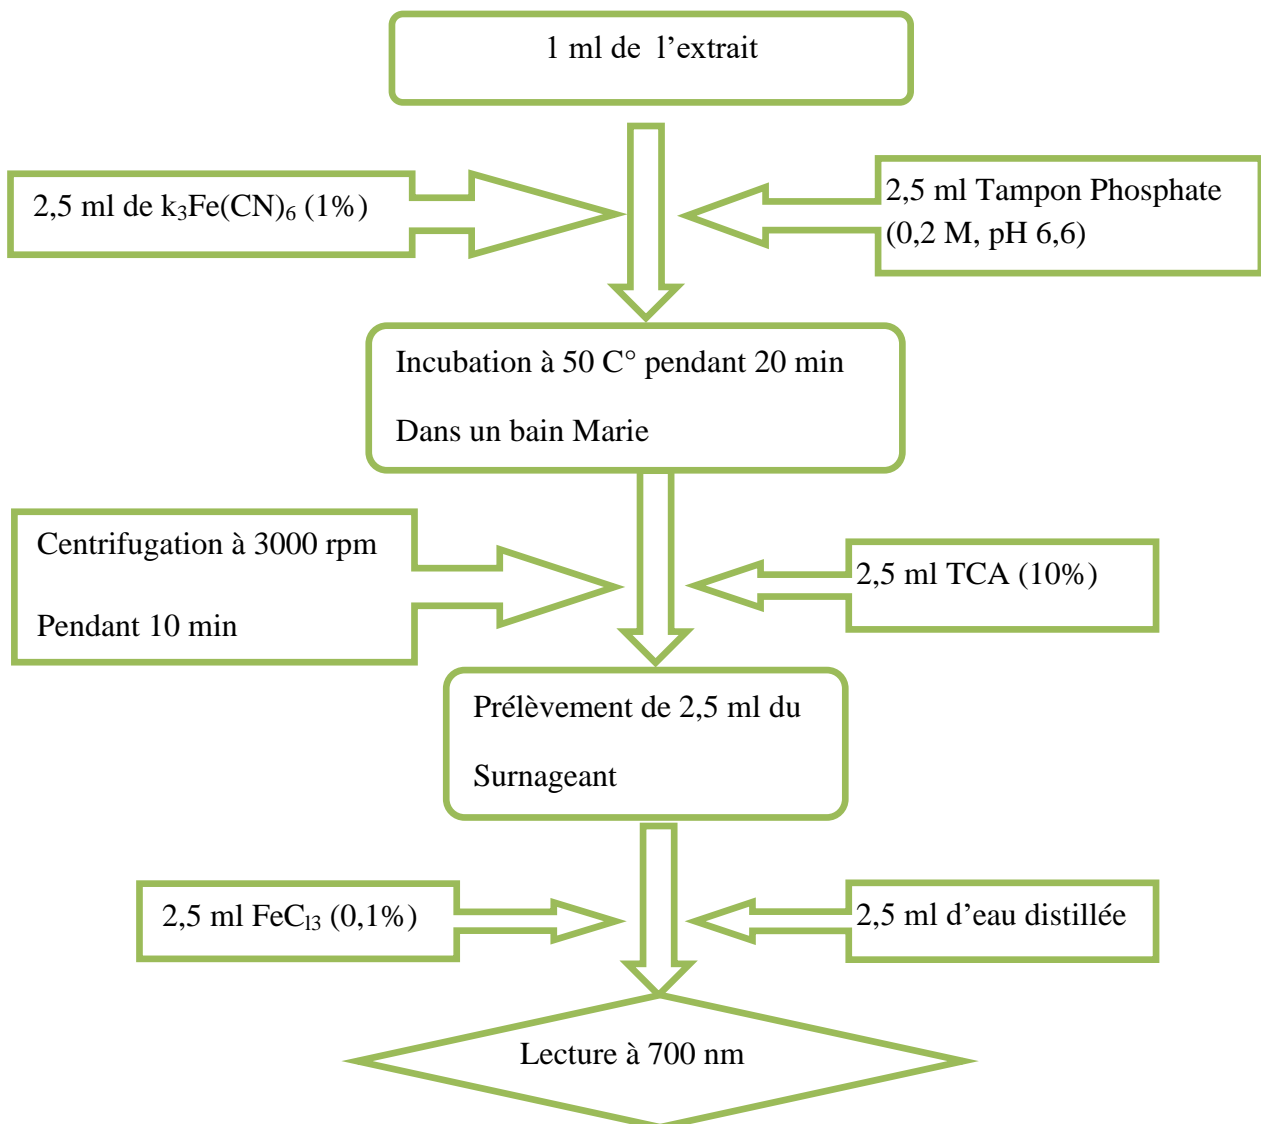 1 ml de l’extrait
2,5 ml de k₃Fe(CN)₆ (1%)
2,5 ml Tampon Phosphate
(0,2 M, pH 6,6)
Incubation à 50 C° pendant 20 min
Dans un bain Marie
Centrifugation à 3000 rpm
Pendant 10 min
2,5 ml TCA (10%)
Prélèvement de 2,5 ml du
Surnageant
2,5 ml FeCₗ₃ (0,1%)
2,5 ml d’eau distillée
Lecture à 700 nm